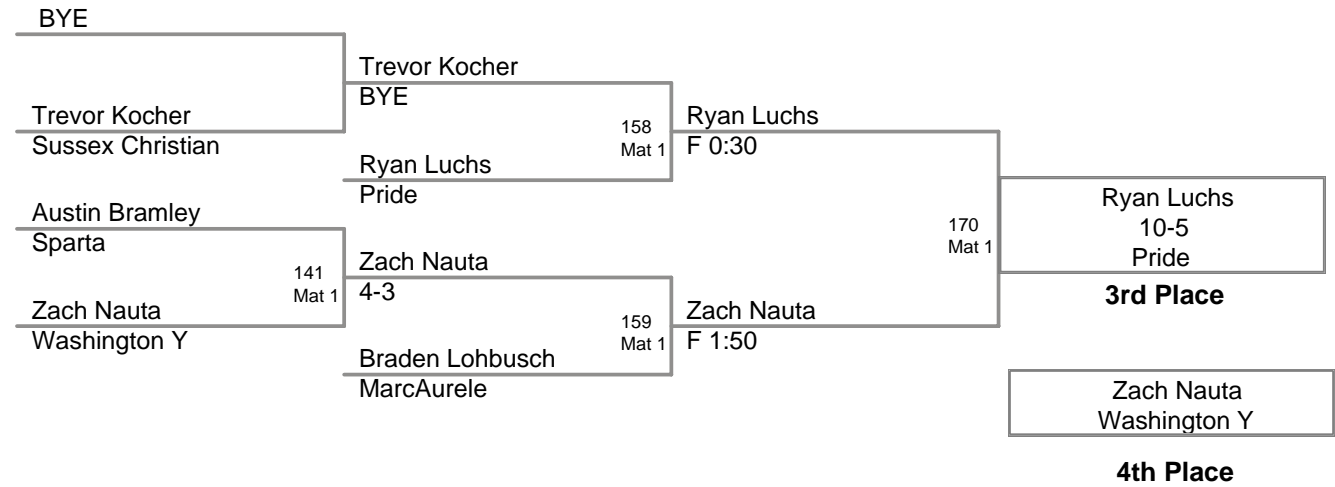 BYE
Trevor Kocher
BYE
Trevor Kocher
Sussex Christian
158
Mat 1
Ryan Luchs
F 0:30
Ryan Luchs
Pride
Austin Bramley
Sparta
170
Mat 1
Ryan Luchs
10-5
Pride
3rd Place
141
Mat 1
Zach Nauta
4-3
Zach Nauta
Washington Y
159
Mat 1
Zach Nauta
F 1:50
Braden Lohbusch
MarcAurele
Zach Nauta
Washington Y
4th Place